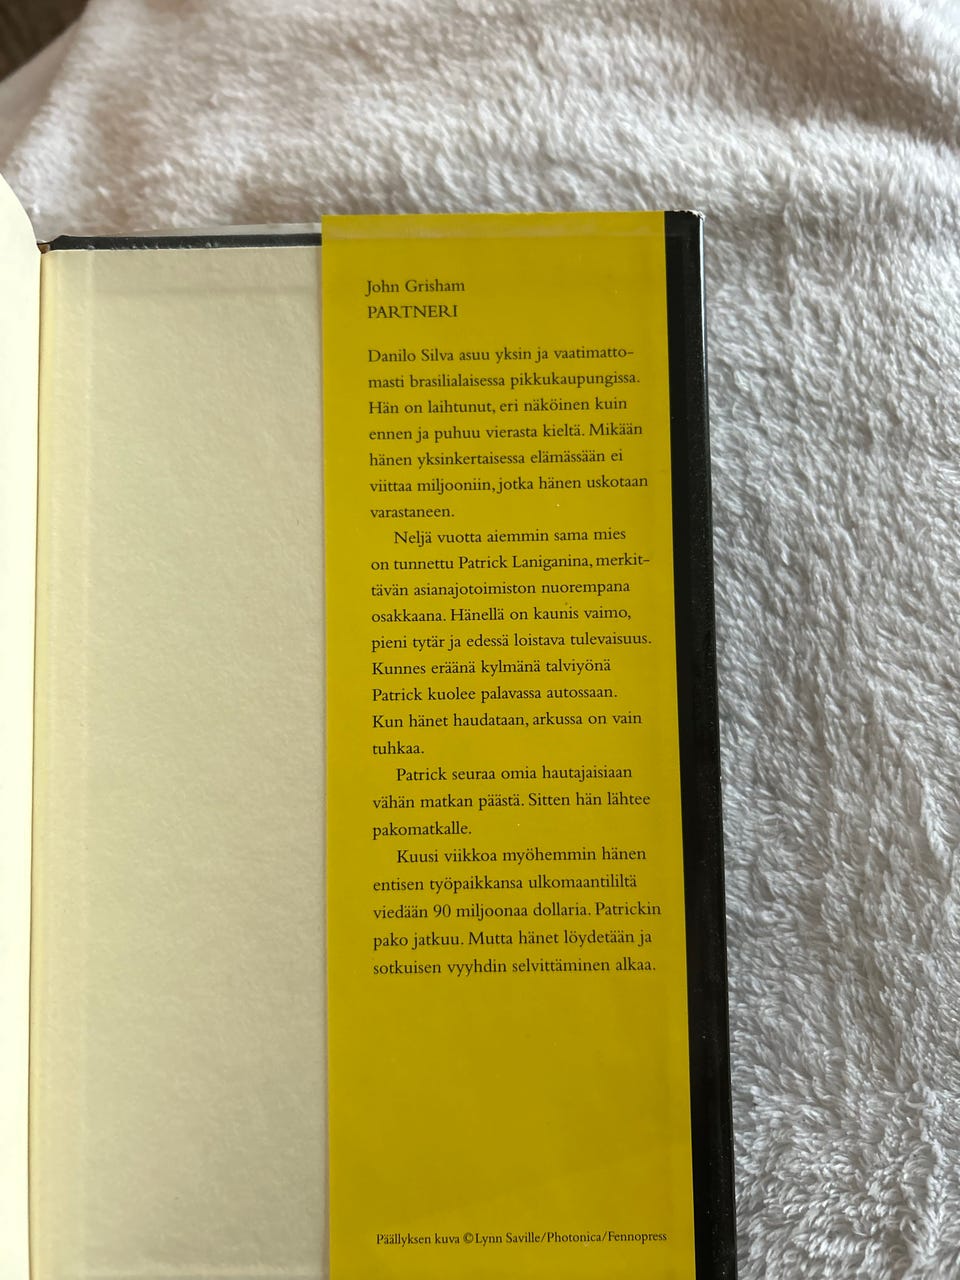 John Grisham
PARTNERI
Danilo Silva asuu yksin ja vaatimatto-
masti brasilialaisessa pikkukaupungissa.
Hän on laihtunut, eri näköinen kuin
ennen ja puhuu vierasta kieltä. Mikään
hänen yksinkertaisessa elämässään ei
viittaa miljooniin, jotka hänen uskotaan
varastaneen.
Neljä vuotta aiemmin sama mies
on tunnettu Patrick Laniganina, merkit-
tävän asianajotoimiston nuorempana
osakkaana. Hänellä on kaunis vaimo,
pieni tytär ja edessä loistava tulevaisuus.
Kunnes eräänä kylmänä talviyönä
Patrick kuolee palavassa autossaan.
Kun hänet haudataan, arkussa on vain
tuhkaa.
Patrick seuraa omia hautajaisiaan
vähän matkan päästä. Sitten hän lähtee
pakomatkalle.
Kuusi viikkoa myöhemmin hänen
entisen työpaikkansa ulkomaantililtä
viedään 90 miljoonaa dollaria. Patrickin
pako jatkuu. Mutta hänet löydetään ja
sotkuisen vyyhdin selvittäminen alkaa.
Päällyksen kuva © Lynn Saville/Photonica/Fennopress